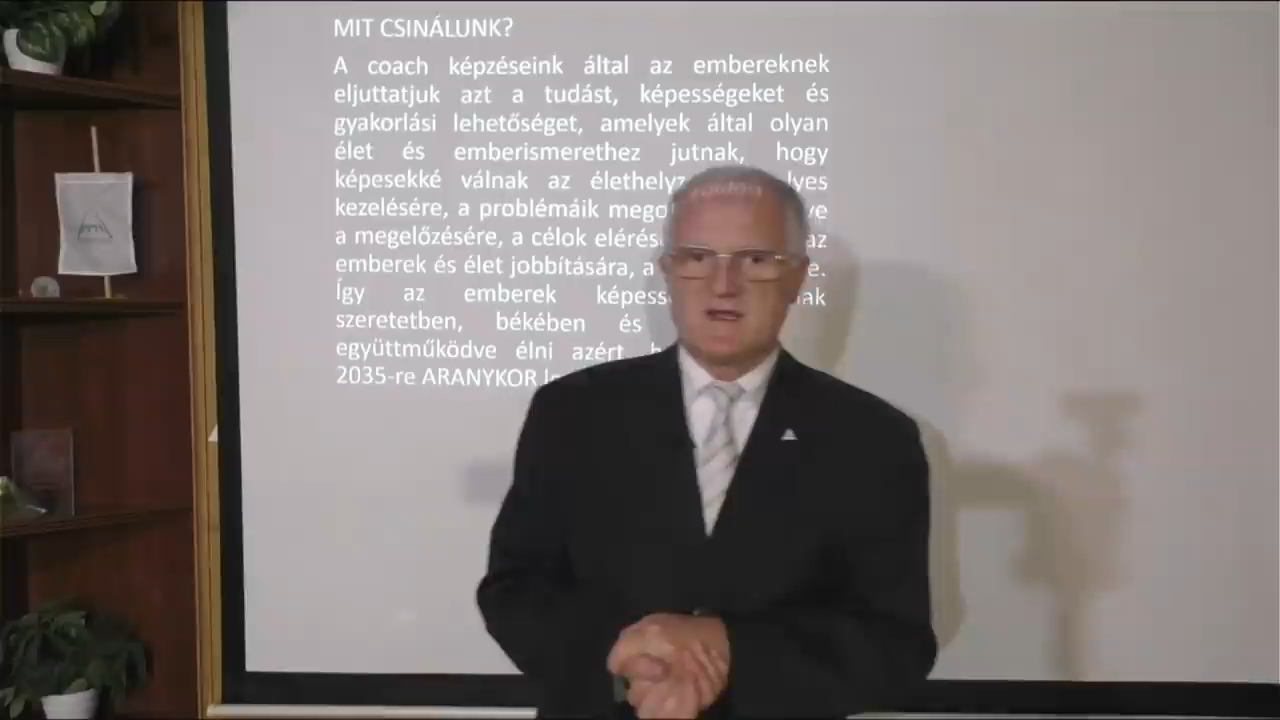 MIT CSINÁLUNK?
A coach képzéseink által az embereknek
eljuttatjuk azt a tudást, képességeket és
gyakorlási lehetőséget, amelyek által olyan
élet és emberismerethez jutnak, hogy
képesekké válnak az
kezelésére, a problémáik
a megelőzésére, a célok
emberek és élet jobbítására, a
Így az emberek
szeretetben, békében és
együttműködve élni azért
2035-re ARANYKOR